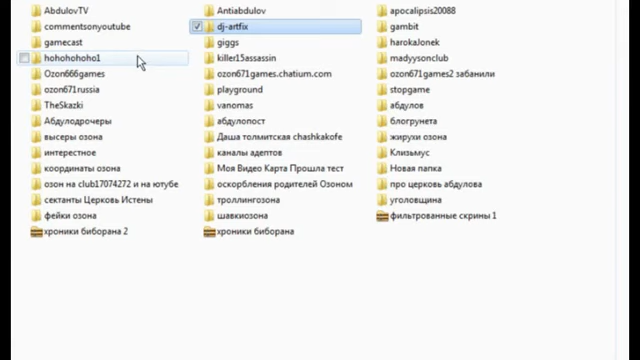 AbdulovTV
Antiabdulov
apocalipsis20088
commentsonyoutube
dj-artfix
gambit
gamecast
giggs
harokaJonek
hohohohoho1
killer15assassin
madyysonclub
Ozon666games
ozon671games.chatium.com
ozon671games2 забанили
ozon671russia
playground
stopgame
TheSkazki
vanomas
абдулов
Абдулодрочеры
абдулопост
блогрунета
высеры озона
Даша толмитская chashkakofe
жирухи озона
интерестное
каналы адептов
Клизьмус
координаты озона
Моя Видео Карта Прошла тест
Новая папка
озон на club17074272 и на ютубе
оскорбления родителей Озоном
про церковь абдулова
сектанты Церковь Истены
троллингозона
уголовщина
фейки озона
шавкиозона
фильтрованные скрины 1
хроники биборана 2
хроники биборана